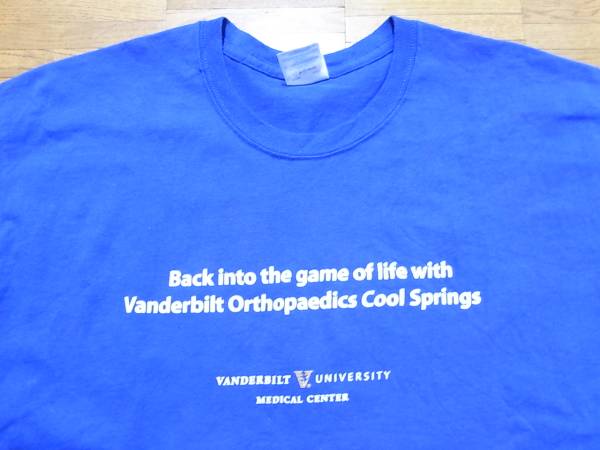 Back into the game of life with
Vanderbilt Orthopaedics Cool Springs
VANDERBILT V UNIVERSITY
MEDICAL CENTER